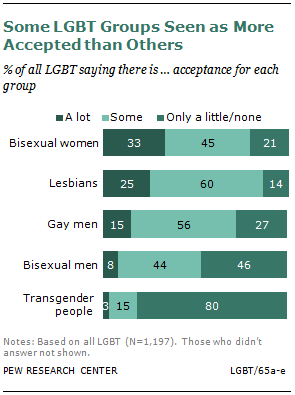 Some LGBT Groups Seen as More
Accepted than Others
% of all LGBT saying there is ... acceptance for each
group
A lot Some Only a little/none
Bisexual women 33 45 21
Lesbians 25 60 14
Gay men 15 56 27
Bisexual men 8 44 46
Transgender
people 3 15 80
Notes: Based on all LGBT (N=1,197). Those who didn't
answer not shown.
PEW RESEARCH CENTER LGBT/65a-e